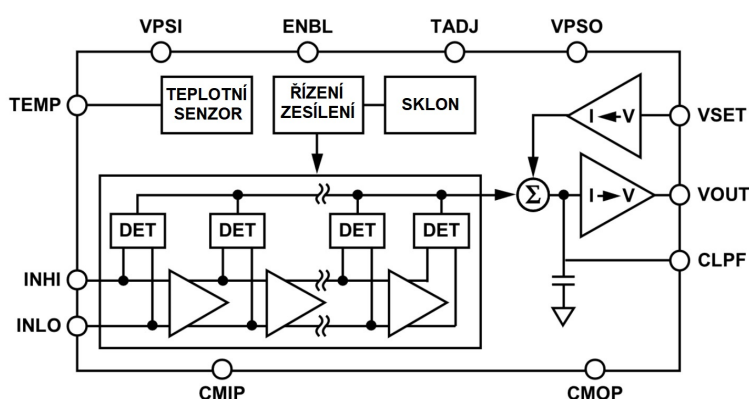 VPSI ENBL TADJ VPSO
TEMP
TEPLOTNÍ
SENZOR
ŘÍZENÍ
ZESÍLENÍ
SKLON
I V
VSET
Σ
I V
VOUT
DET DET DET DET
CLPF
INHI
INLO
CMIP CMOP